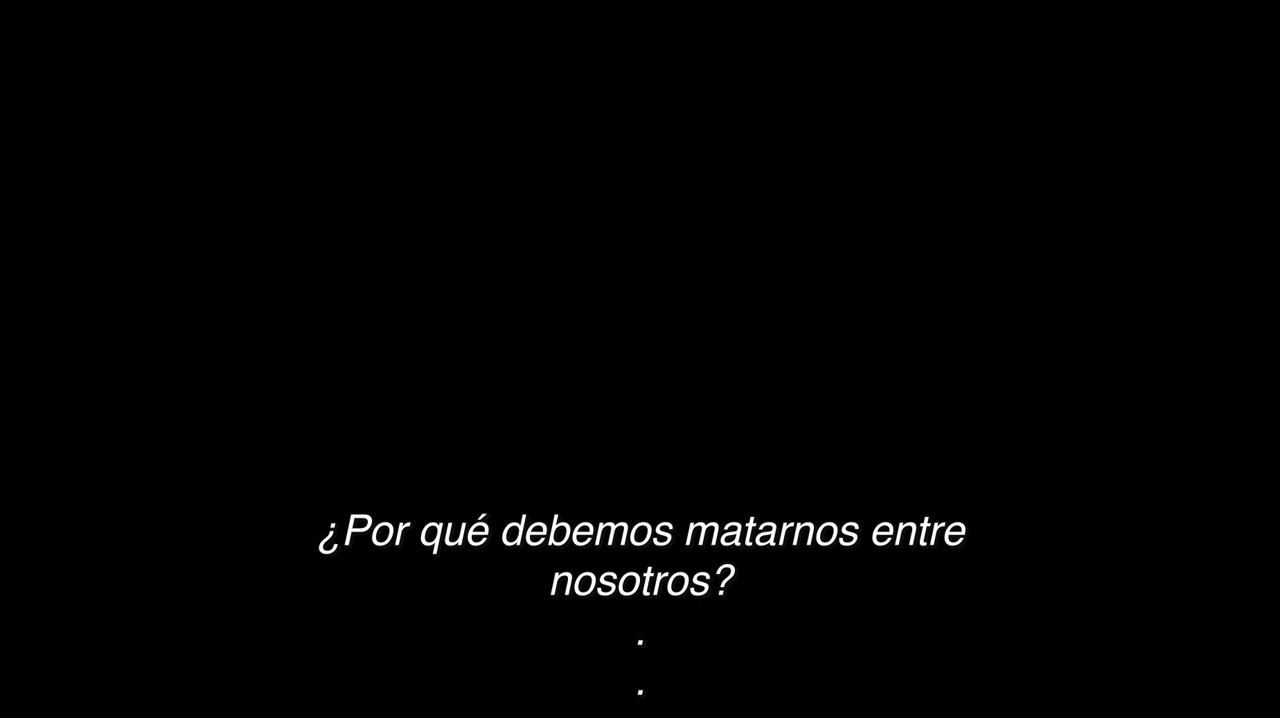 ¿Por qué debemos matarnos entre
nosotros?
.
.